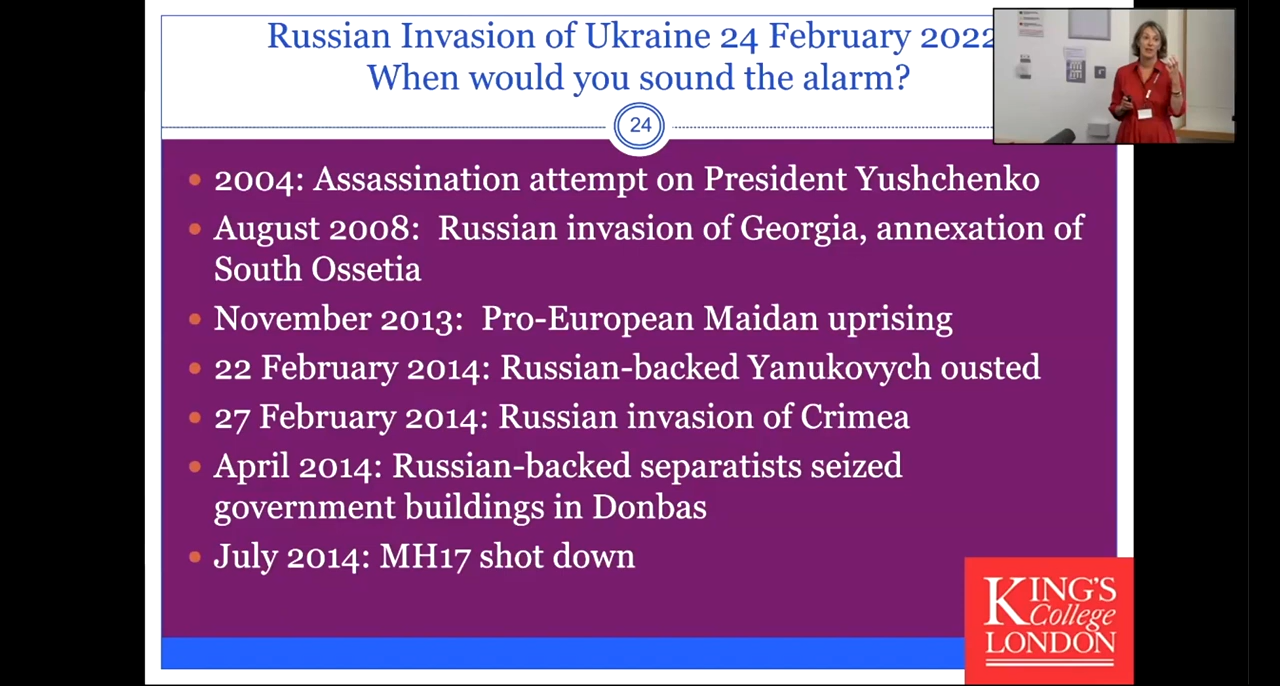 Russian Invasion of Ukraine 24 February 2022
When would you sound the alarm?
24
• 2004: Assassination attempt on President Yushchenko
• August 2008:  Russian invasion of Georgia, annexation of
South Ossetia
• November 2013:  Pro-European Maidan uprising
• 22 February 2014: Russian-backed Yanukovych ousted
• 27 February 2014: Russian invasion of Crimea
• April 2014: Russian-backed separatists seized
government buildings in Donbas
• July 2014: MH17 shot down
KING'S
College
LONDON